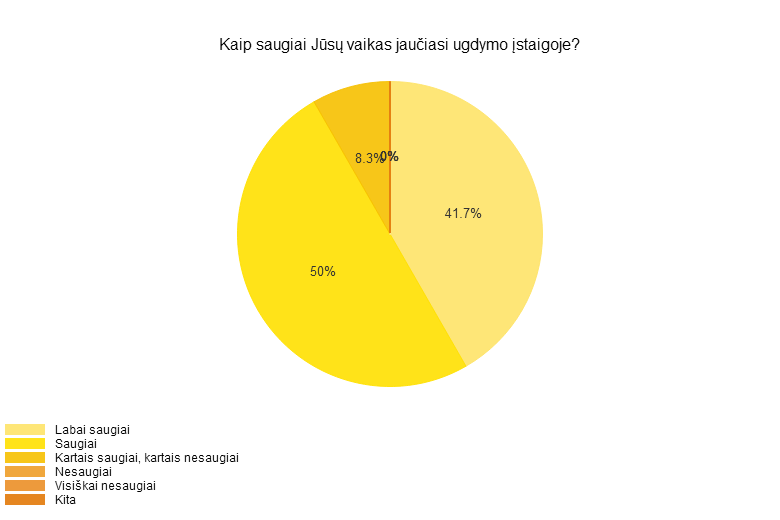 Kaip saugiai Jūsų vaikas jaučiasi ugdymo įstaigoje?
8.3%
0%
41.7%
50%
Labai saugiai
Saugiai
Kartais saugiai, kartais nesaugiai
Nesaugiai
Visiškai nesaugiai
Kita